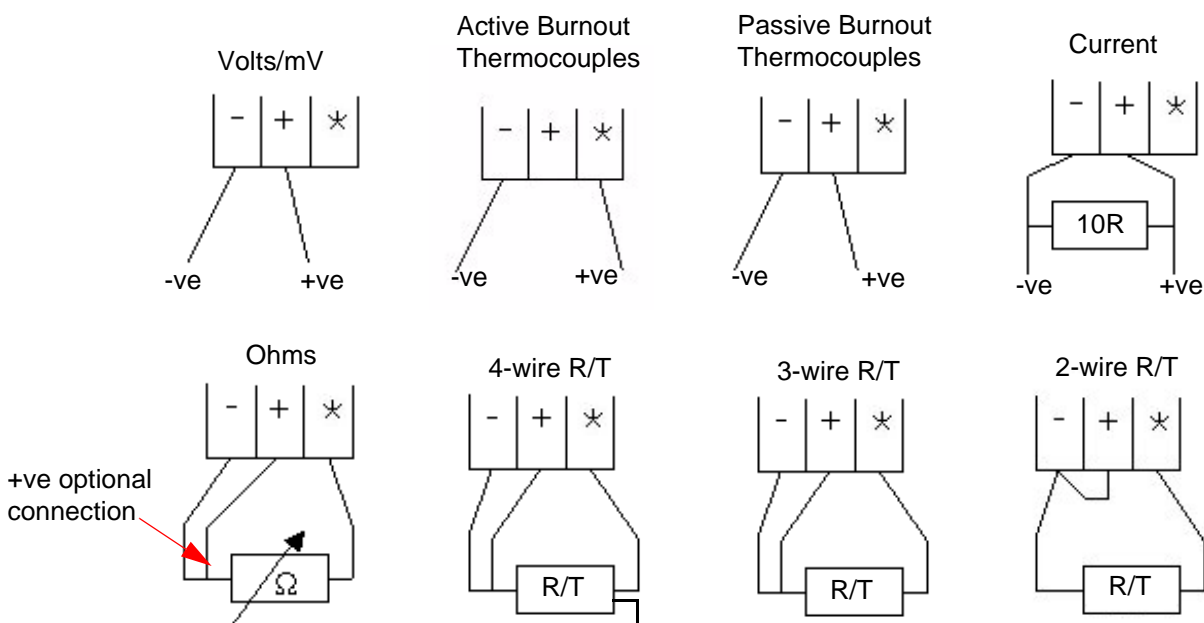 Volts/mV
Active Burnout
Thermocouples
Passive Burnout
Thermocouples
Current
- + *
- + *
- + *
- + *
10R
-ve +ve
-ve +ve
-ve +ve
-ve +ve
Ohms
4-wire R/T
3-wire R/T
2-wire R/T
- + *
- + *
- + *
- + *
+ve optional
connection
Ω
R/T
R/T
R/T